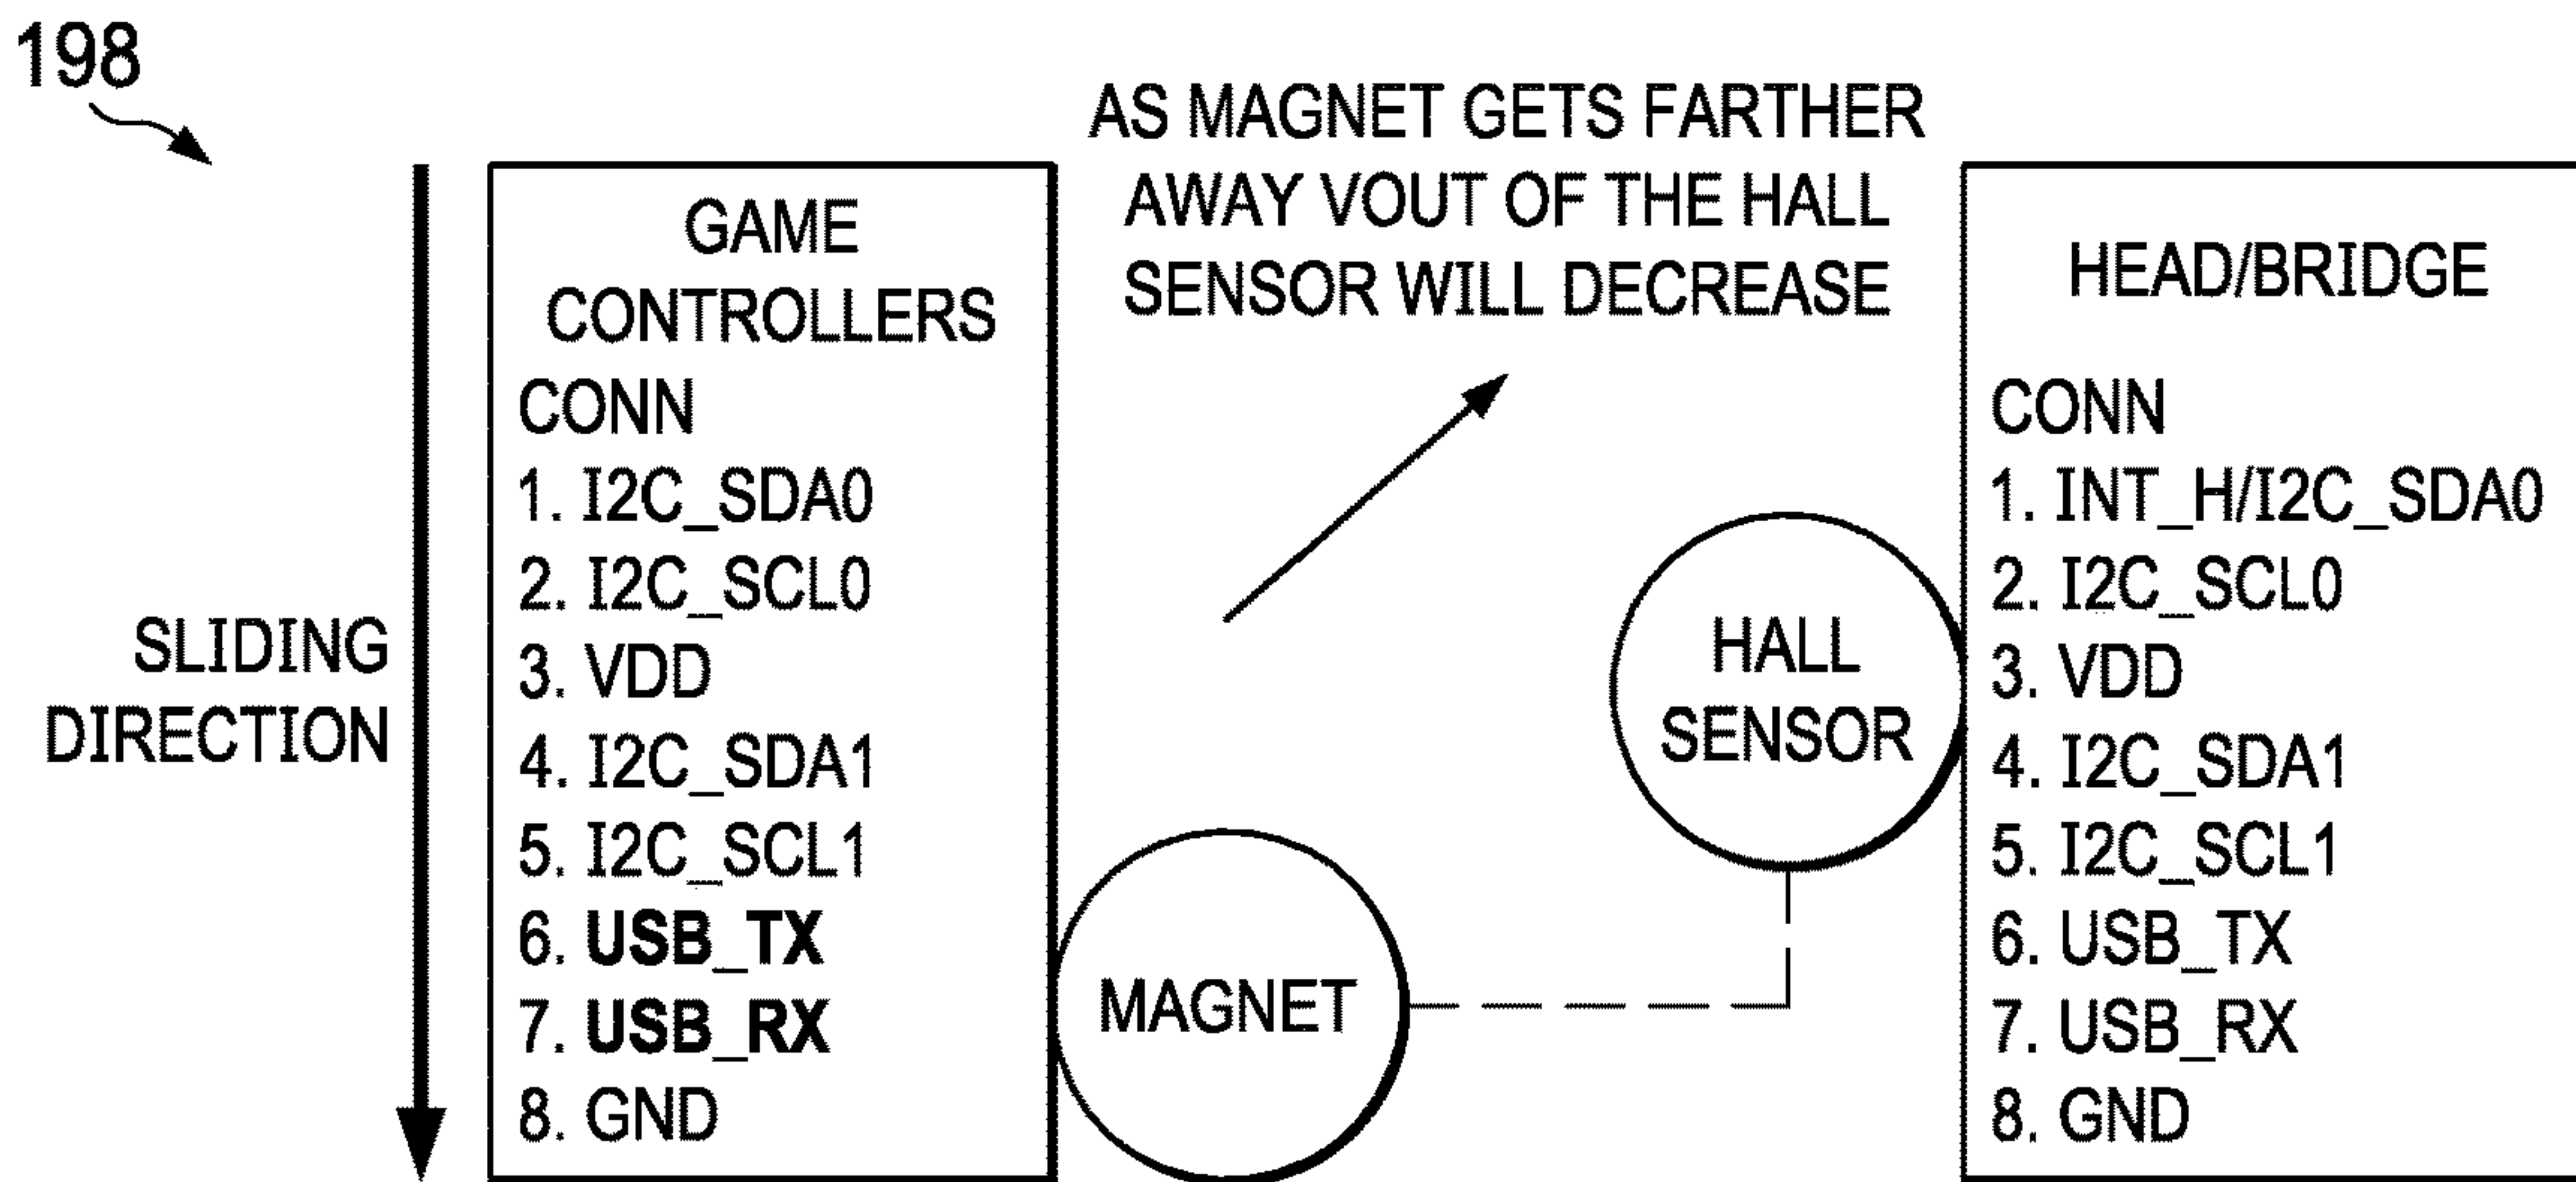 198
SLIDING
DIRECTION
GAME
CONTROLLERS
CONN
1. I2C_SDA0
2. I2C_SCL0
3. VDD
4. I2C_SDA1
5. I2C_SCL1
6. USB_TX
7. USB_RX
8. GND
AS MAGNET GETS FARTHER
AWAY VOUT OF THE HALL
SENSOR WILL DECREASE
MAGNET
HALL
SENSOR
HEAD/BRIDGE
CONN
1. INT_H/I2C_SDA0
2. I2C_SCL0
3. VDD
4. I2C_SDA1
5. I2C_SCL1
6. USB_TX
7. USB_RX
8. GND